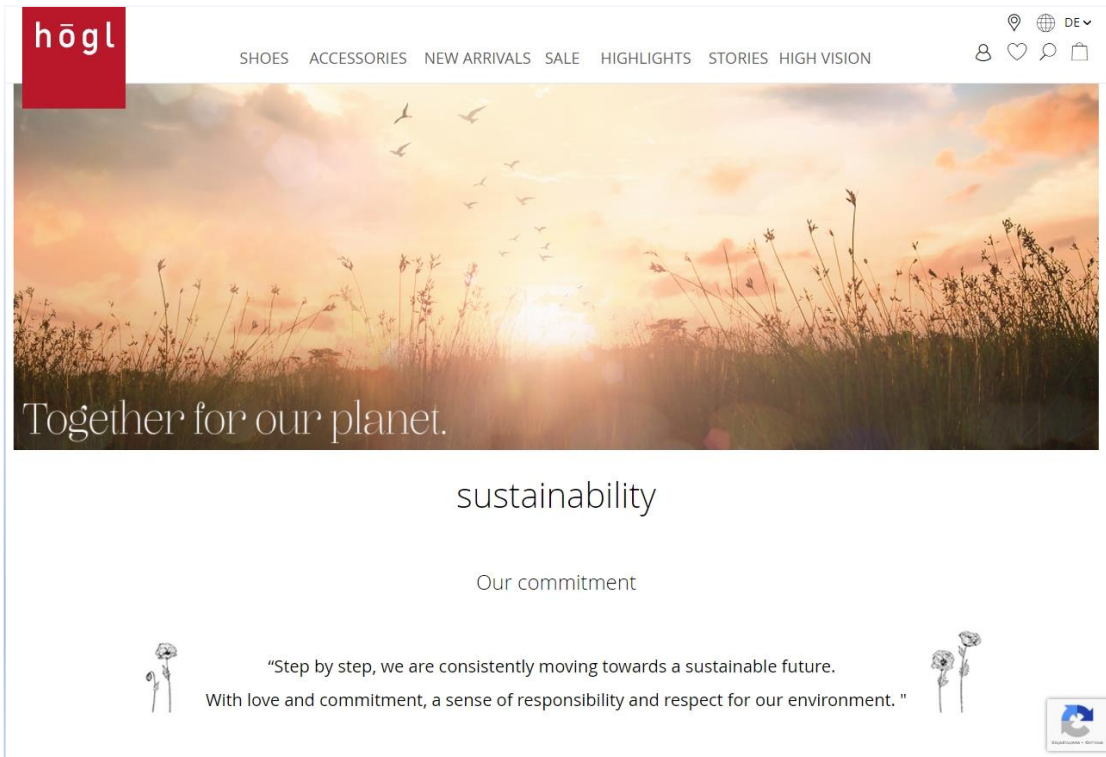 hōgl
DE
SHOES ACCESSORIES NEW ARRIVALS SALE HIGHLIGHTS STORIES HIGH VISION
Together for our planet.
sustainability
Our commitment
“Step by step, we are consistently moving towards a sustainable future.
With love and commitment, a sense of responsibility and respect for our environment. "